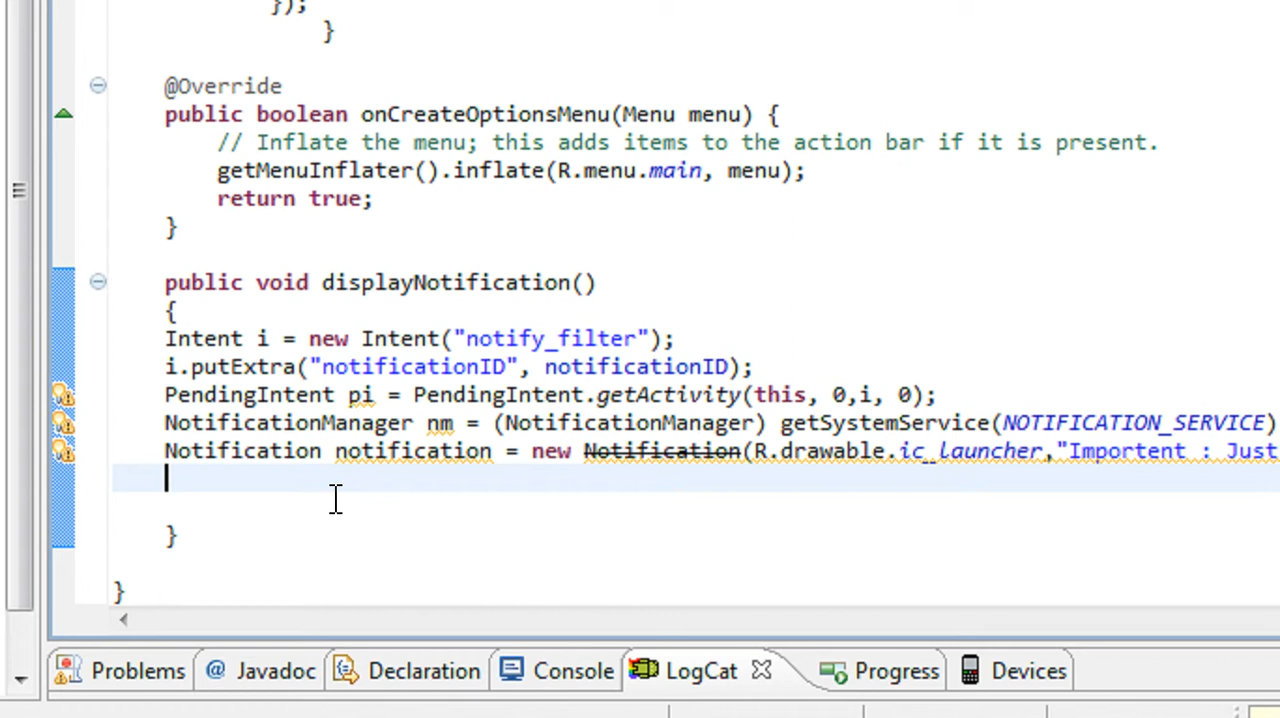 });
}
@Override
public boolean onCreateOptionsMenu(Menu menu) {
// Inflate the menu; this adds items to the action bar if it is present.
getMenuInflater().inflate(R.menu.main, menu);
return true;
}
public void displayNotification()
{
Intent i = new Intent("notify_filter");
i.putExtra("notificationID", notificationID);
PendingIntent pi = PendingIntent.getActivity(this, 0,i, 0);
NotificationManager nm = (NotificationManager) getSystemService(NOTIFICATION_SERVICE)
Notification notification = new Notification(R.drawable.ic_launcher,"Importent : Just
}
}
Problems @ Javadoc Declaration Console LogCat Progress Devices